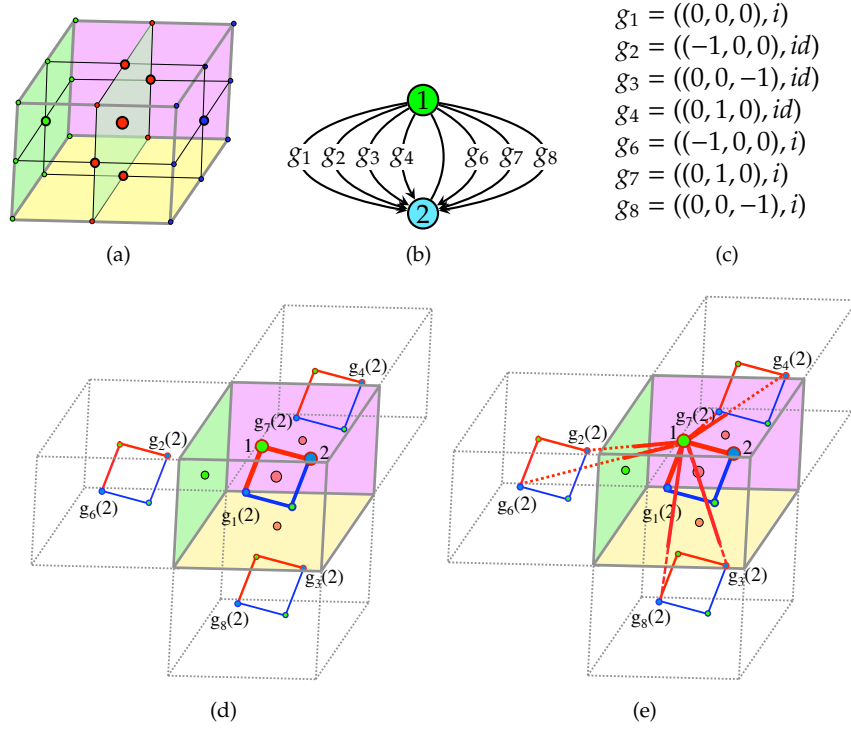 1
2
g1 g2 g3 g4 g6 g7 g8
(a)
(b)
g1 = ((0, 0, 0), i)
g2 = ((−1, 0, 0), id)
g3 = ((0, 0, −1), id)
g4 = ((0, 1, 0), id)
g6 = ((−1, 0, 0), i)
g7 = ((0, 1, 0), i)
g8 = ((0, 0, −1), i)
(c)
g4(2)
g7(2)
1
2
g2(2)
g6(2)
g1(2)
g3(2)
g8(2)
(d)
g4(2)
g7(2)
1
2
g2(2)
g6(2)
g1(2)
g3(2)
g8(2)
(e)